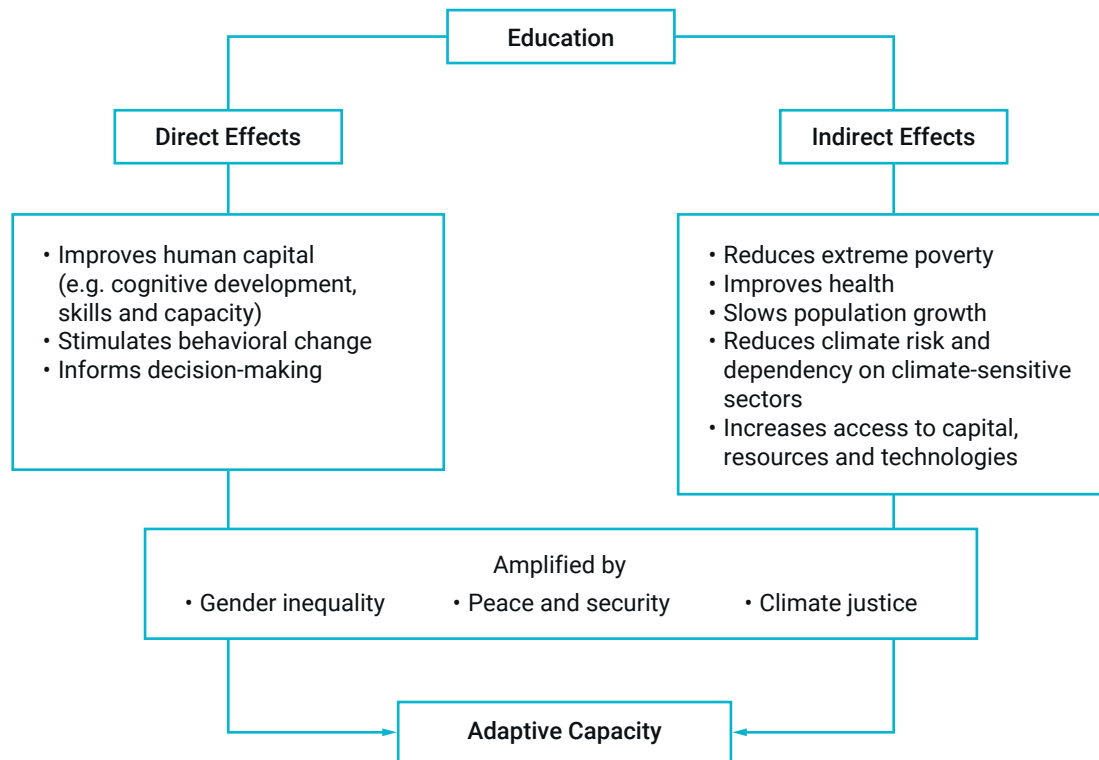 Education
Direct Effects
Indirect Effects
• Improves human capital
(e.g. cognitive development,
skills and capacity)
• Stimulates behavioral change
• Informs decision-making
• Reduces extreme poverty
• Improves health
• Slows population growth
• Reduces climate risk and
dependency on climate-sensitive
sectors
• Increases access to capital,
resources and technologies
Amplified by
• Gender inequality • Peace and security • Climate justice
Adaptive Capacity